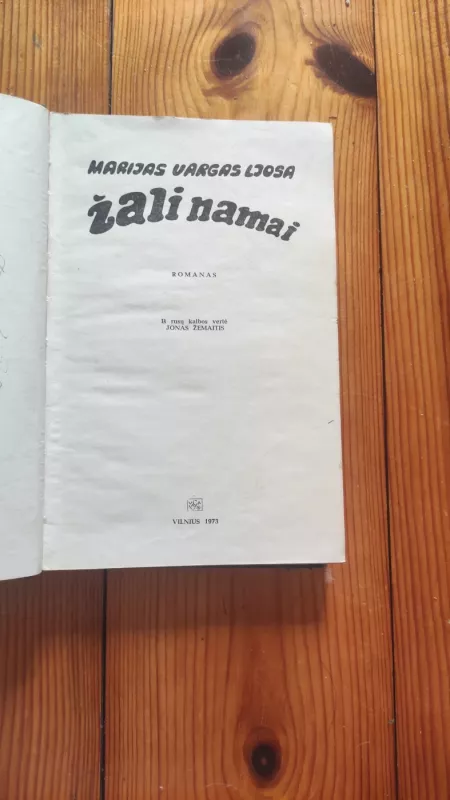 MARIJAS VARGAS LJOSA
žali namai
ROMANAS
Iš rusų kalbos vertė
JONAS ŽEMAITIS
VILNIUS 1973